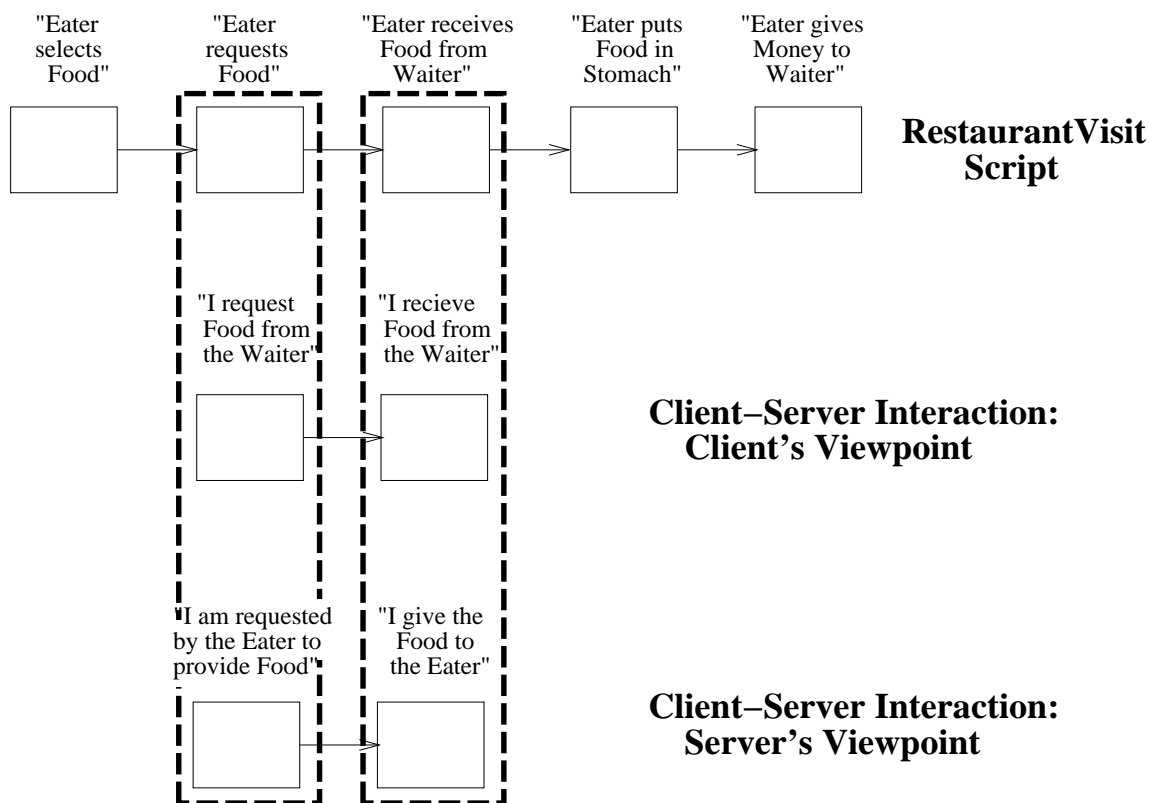 "Eater
selects
Food"
"Eater
requests
Food"
"Eater receives
Food from
Waiter"
"Eater puts
Food in
Stomach"
"Eater gives
Money to
Waiter"
RestaurantVisit
Script
"I request
Food from
the Waiter"
"I recieve
Food from
the Waiter"
Client–Server Interaction:
Client's Viewpoint
"I am requested
by the Eater to
provide Food"
"I give the
Food to
the Eater"
Client–Server Interaction:
Server's Viewpoint